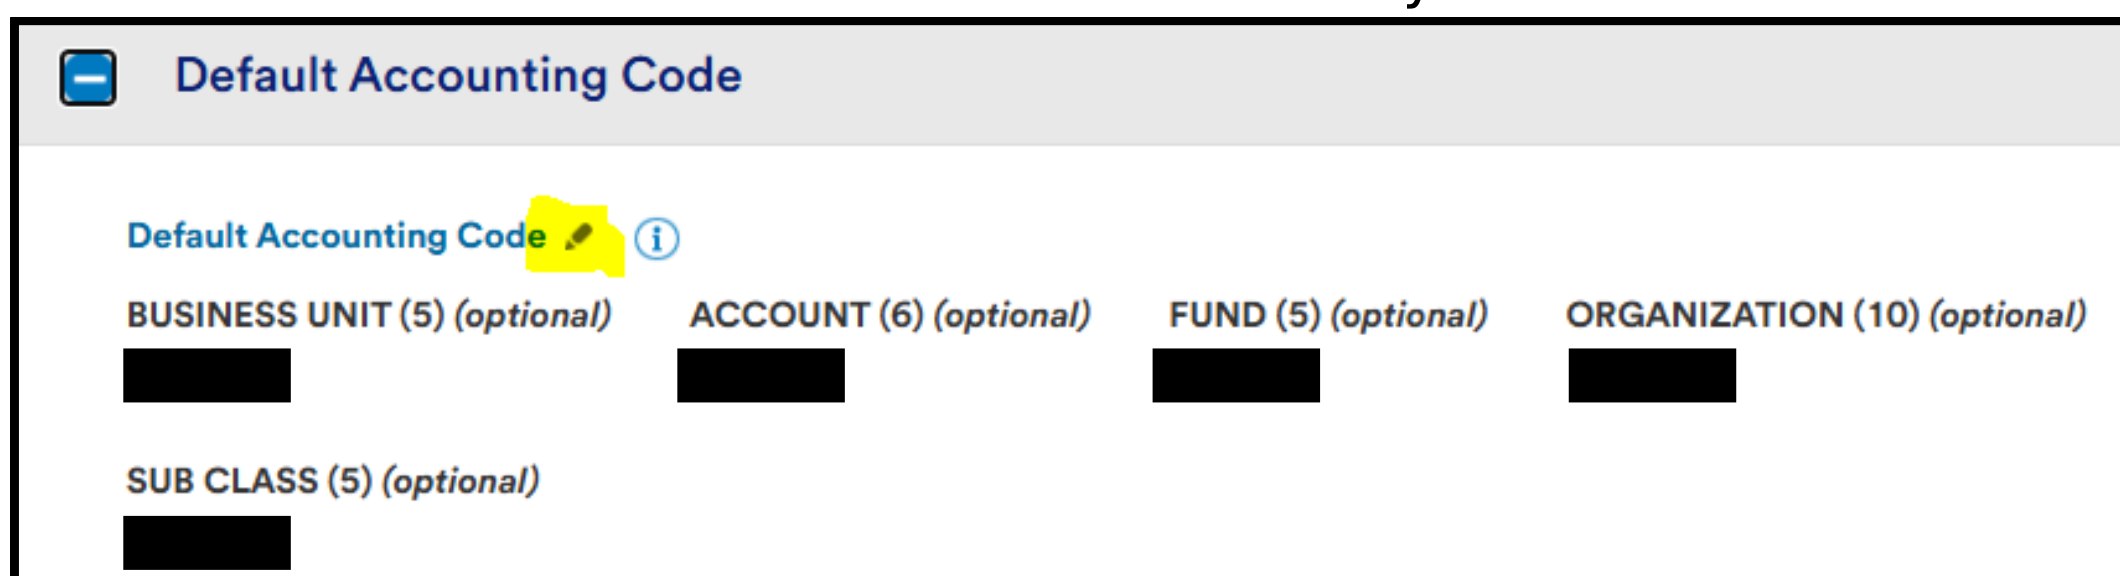 Default Accounting Code
Default Accounting Code
BUSINESS UNIT (5) (optional) ACCOUNT (6) (optional) FUND (5) (optional) ORGANIZATION (10) (optional)
SUB CLASS (5) (optional)